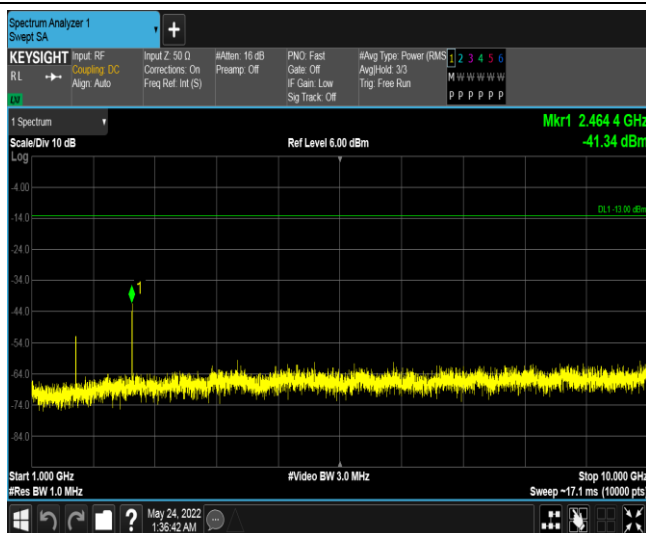 Spectrum Analyzer 1
Swept SA
+
KEYSIGHT
RL
Input: RF
Coupling: DC
Align: Auto
Input Z: 50 Ω
Corrections: On
Freq Ref: Int (S)
#Atten: 16 dB
Preamp: Off
PNO: Fast
Gate: Off
IF Gain: Low
Sig Track: Off
#Avg Type: Power (RMS
Avg|Hold: 3/3
Trig: Free Run
1 2 3 4 5 6
M W W W W W
P P P P P P
1 Spectrum
Mkr1 2.464 4 GHz
Scale/Div 10 dB
Ref Level 6.00 dBm
-41.34 dBm
Log
-4.00
DL1 -13.00 dBm
-14.0
-24.0
-34.0
1
-44.0
-54.0
-64.0
-74.0
-84.0
Start 1.000 GHz
#Video BW 3.0 MHz
Stop 10.000 GHz
#Res BW 1.0 MHz
Sweep ~17.1 ms (10000 pts)
?
May 24, 2022
1:36:42 AM